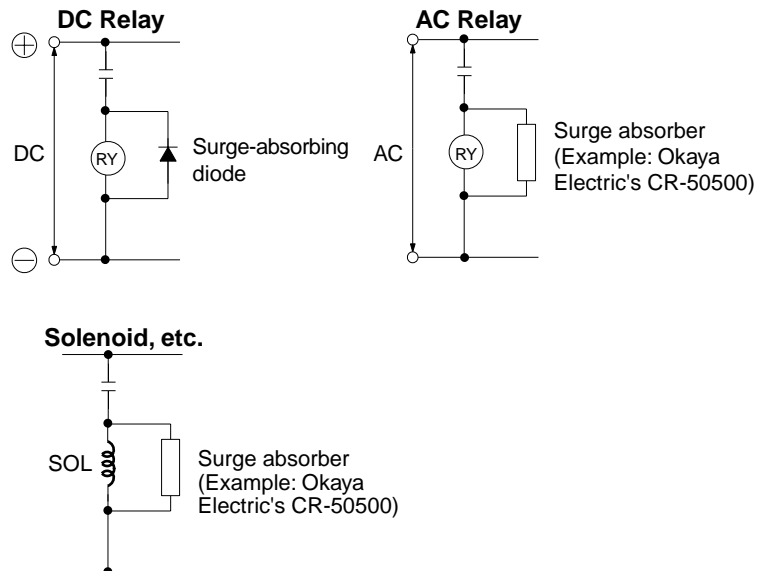 DC Relay
⊕
DC
RY
Surge-absorbing
diode
⊖
AC Relay
AC
RY
Surge absorber
(Example: Okaya
Electric's CR-50500)
Solenoid, etc.
SOL
Surge absorber
(Example: Okaya
Electric's CR-50500)